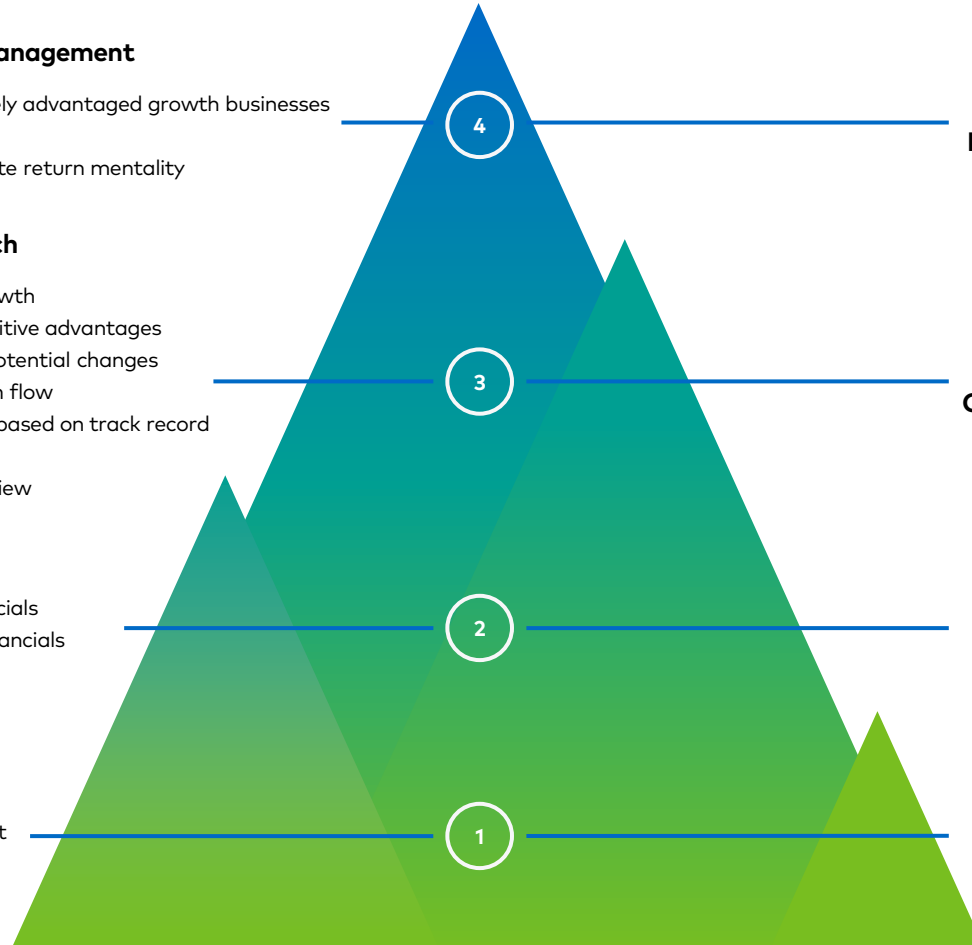 anagement
ly advantaged growth businesses
4
te return mentality
ch
wth
itive advantages
otential changes
n flow
3
based on track record
iew
cials
2
ancials
t
1